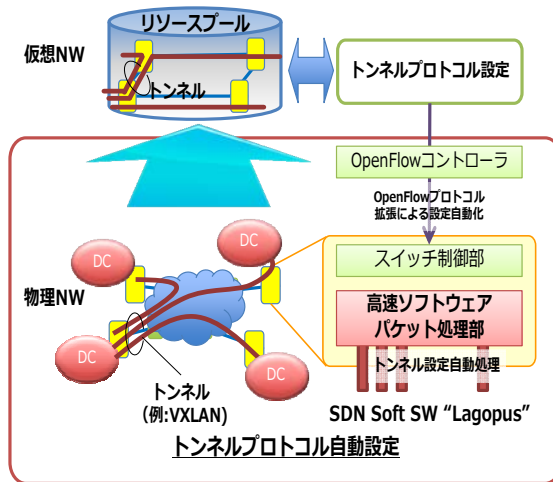 リソースプール
仮想NW
トンネル
トンネルプロトコル設定
OpenFlowコントローラ
OpenFlowプロトコル
拡張による設定自動化
スイッチ制御部
高速ソフトウェア
パケット処理部
トンネル設定自動処理
SDN Soft SW “Lagopus”
物理NW
DC
DC
DC
DC
トンネル
(例:VXLAN)
トンネルプロトコル自動設定